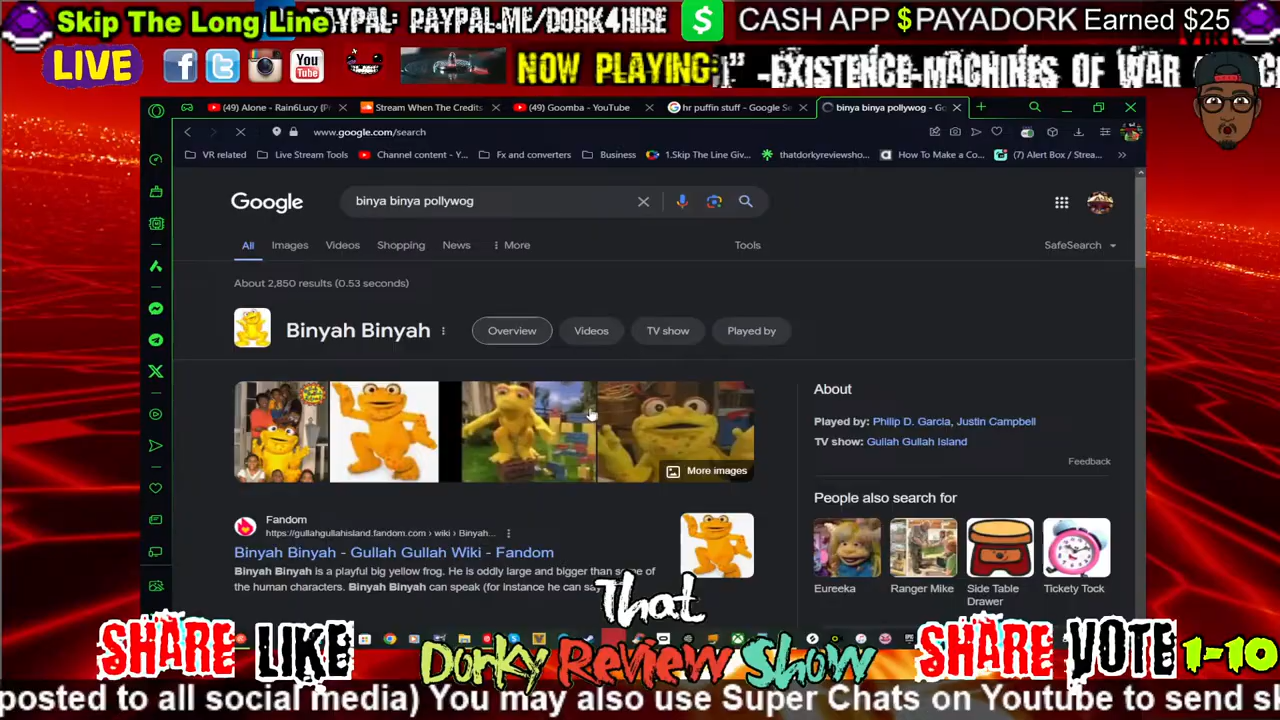 Skip The Long Line
PAYPAL: PAYPAL.ME/DORK4HIRE
$
CASH APP $PAYADORK Earned $25
LIVE
You
Tube
NOW PLAYING:
" -EXISTENCE-MACHINES OF WAR
(49) Alone - Rain6Lucy (P
Stream When The Credits
(49) Goomba - YouTube
hr puffin stuff - Google Se
binya binya pollywog - Go
www.google.com/search
VR related
Live Stream Tools
Channel content - Y...
Fx and converters
Business
1.Skip The Line Giv...
thatdorkyreviewsho...
How To Make a Co...
(7) Alert Box / Strea...
Google
binya binya pollywog
All
Images
Videos
Shopping
News
More
Tools
SafeSearch
About 2,850 results (0.53 seconds)
Binyah Binyah
Overview
Videos
TV show
Played by
More images
About
Played by: Philip D. Garcia, Justin Campbell
TV show: Gullah Gullah Island
Feedback
People also search for
Eureeka
Ranger Mike
Side Table
Drawer
Tickety Tock
Fandom
https://gullahgullahisland.fandom.com › wiki › Binyah...
Binyah Binyah - Gullah Gullah Wiki - Fandom
Binyah Binyah is a playful big yellow frog. He is oddly large and bigger than some of
the human characters. Binyah Binyah can speak (for instance he can say
That
Dorky Review Show
SHARE LIKE
SHARE VOTE 1-10
posted to all social media) You may also use Super Chats on Youtube to send